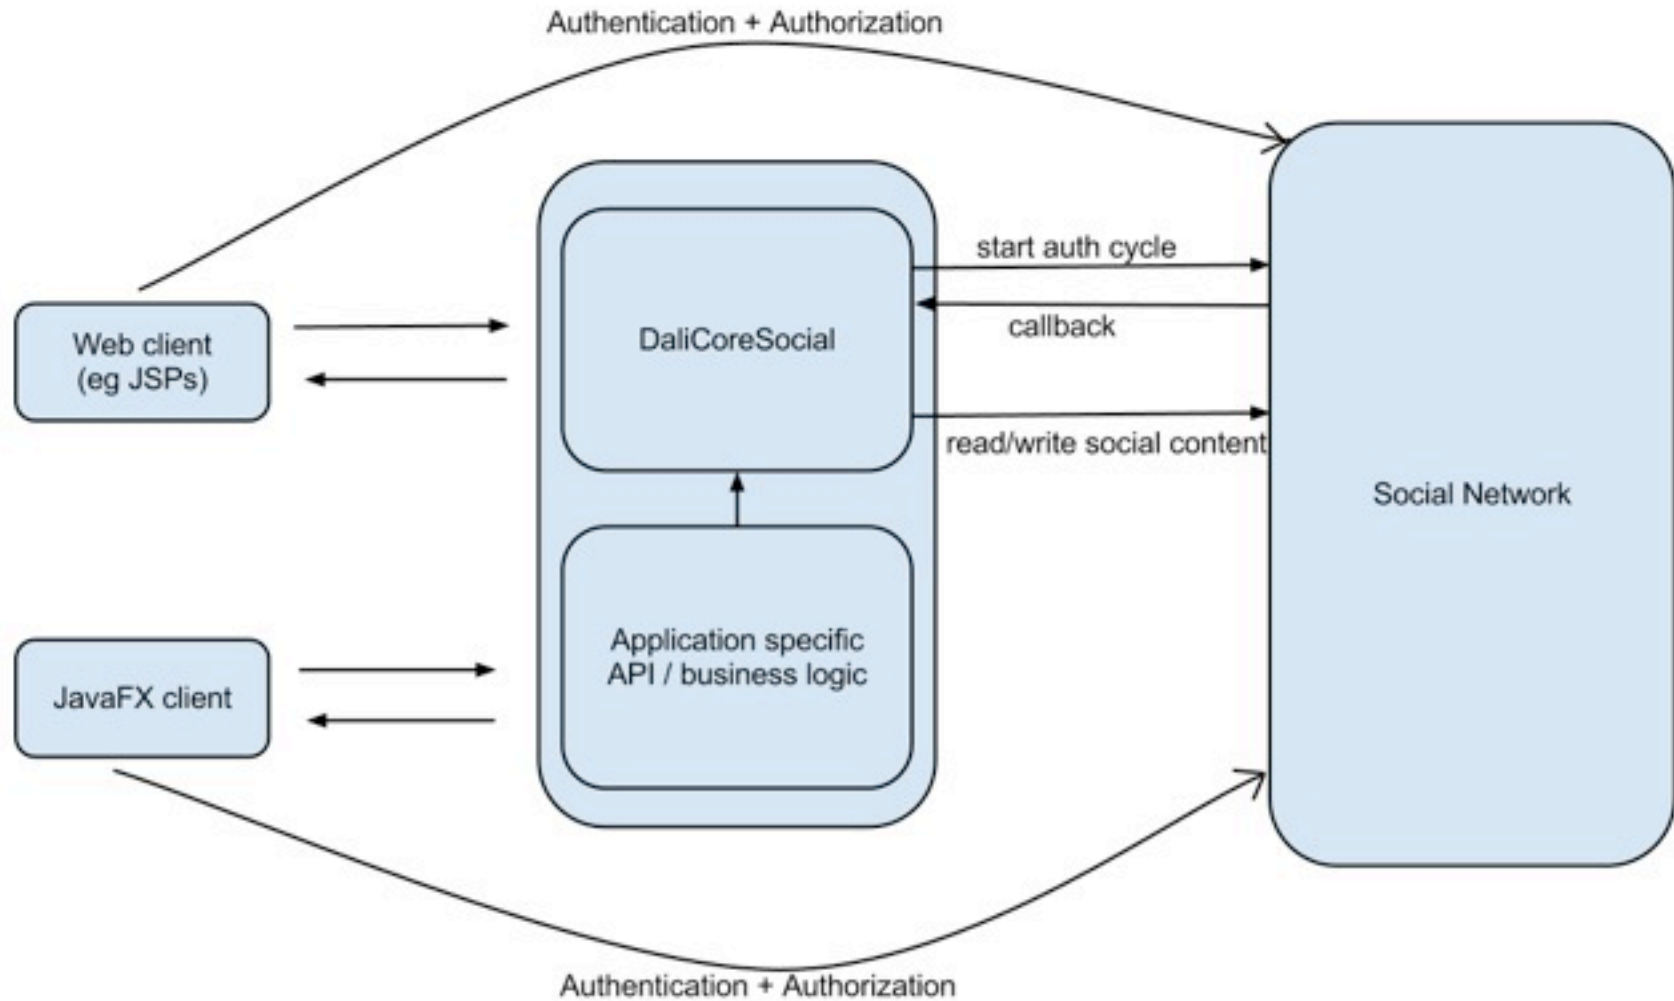 Authentication + Authorization
start auth cycle
callback
read/write social content
Web client
(eg JSPs)
DaliCoreSocial
Social Network
Application specific
API / business logic
JavaFX client
Authentication + Authorization